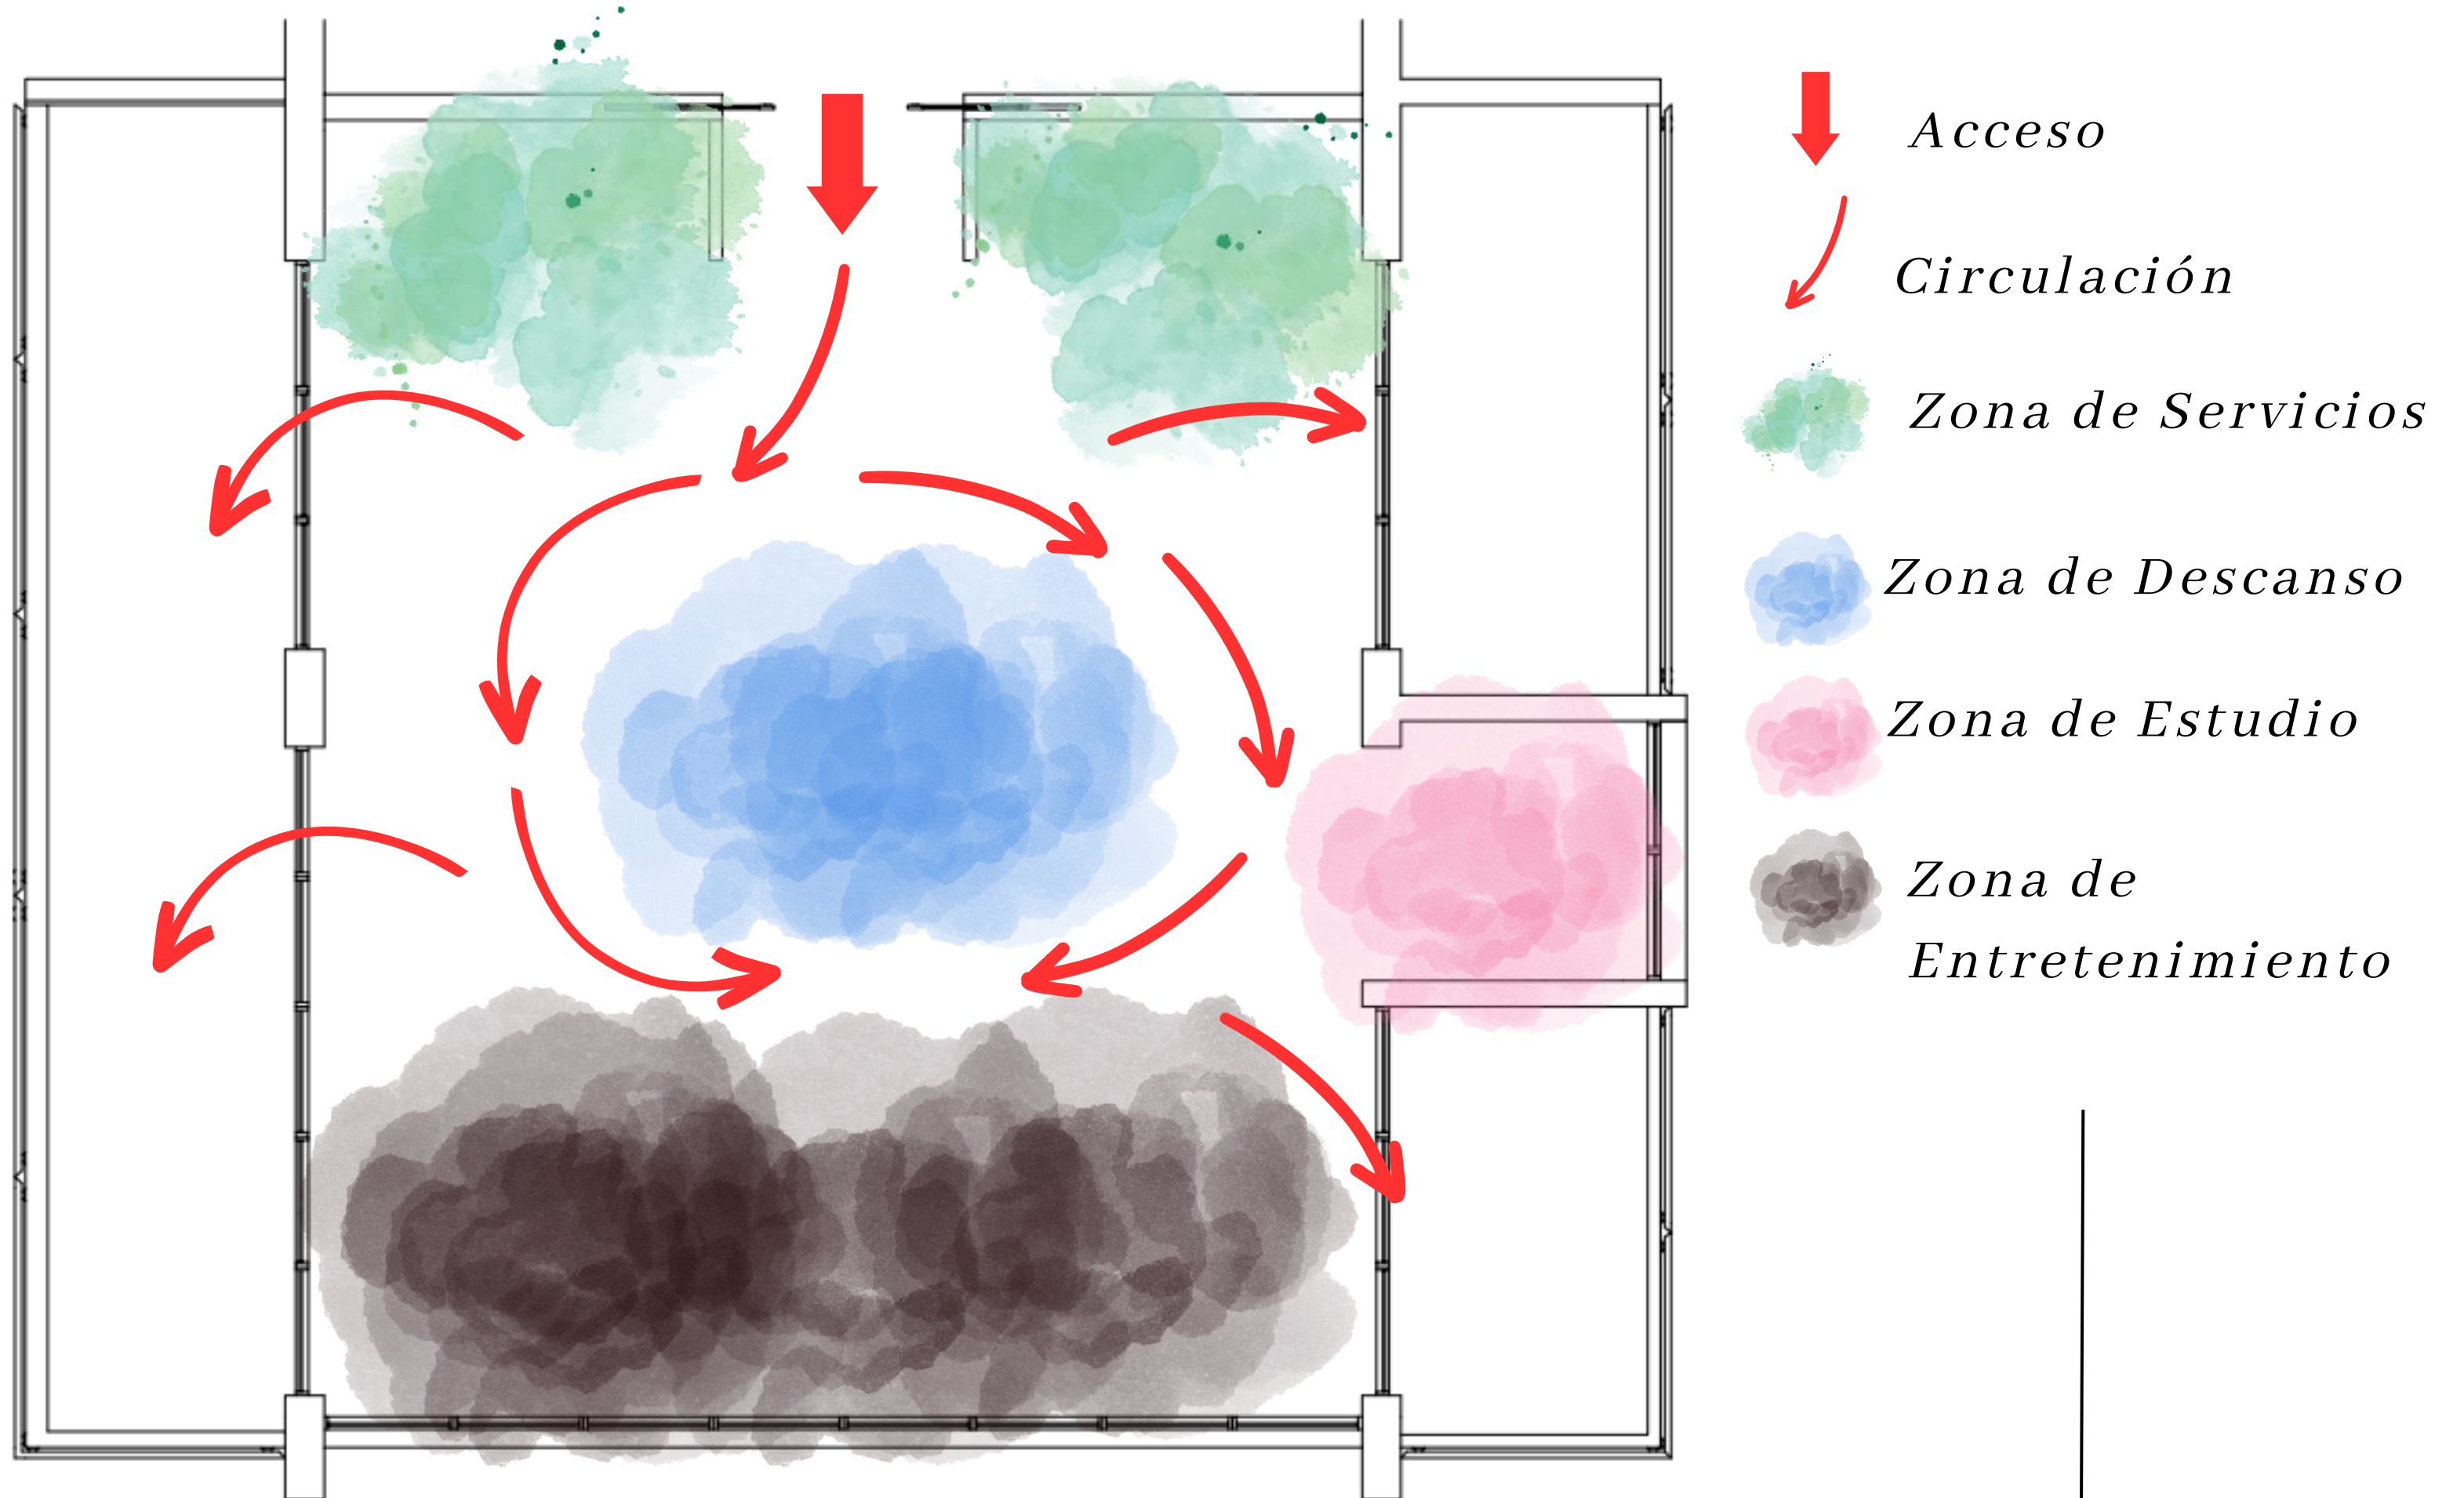 Acceso
Circulación
Zona de Servicios
Zona de Descanso
Zona de Estudio
Zona de
Entretenimiento